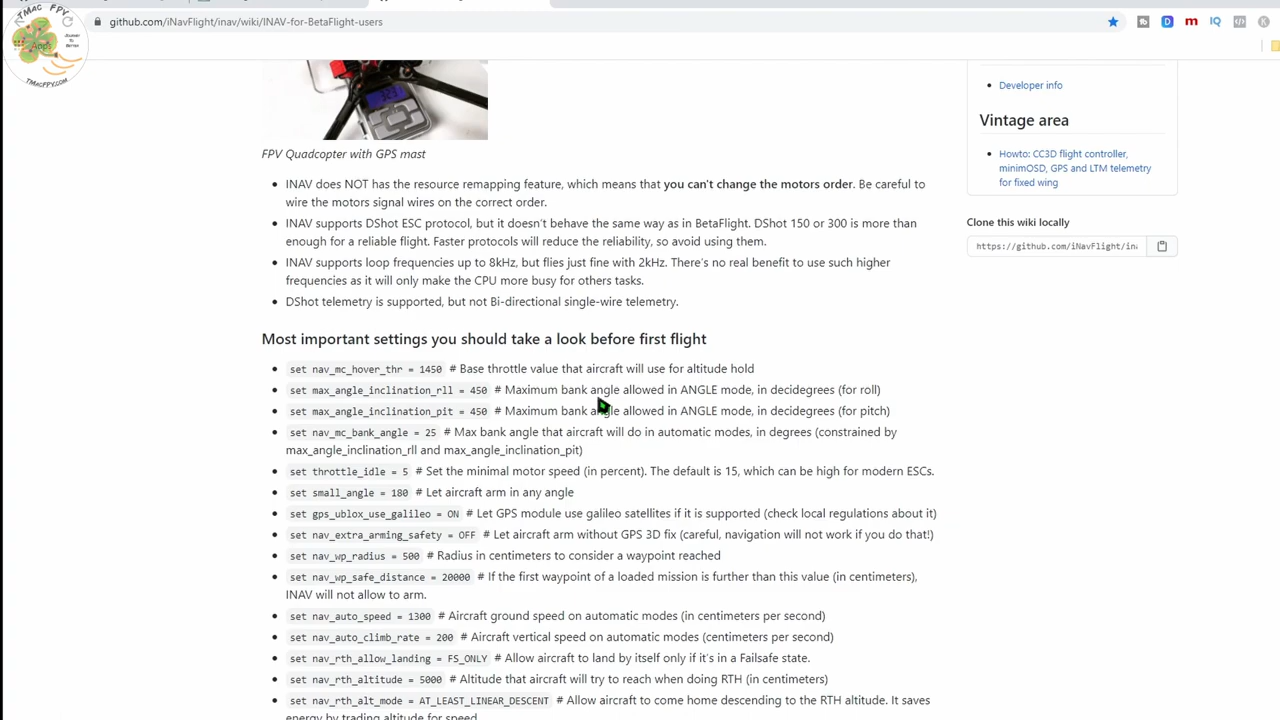 TMAC FPV
Apps
JOURNEY TO BETTER
TMACFPV.COM
github.com/iNavFlight/inav/wiki/INAV-for-BetaFlight-users
FPV Quadcopter with GPS mast
INAV does NOT has the resource remapping feature, which means that you can't change the motors order. Be careful to
wire the motors signal wires on the correct order.
INAV supports DShot ESC protocol, but it doesn't behave the same way as in BetaFlight. DShot 150 or 300 is more than
enough for a reliable flight. Faster protocols will reduce the reliability, so avoid using them.
INAV supports loop frequencies up to 8kHz, but flies just fine with 2kHz. There's no real benefit to use such higher
frequencies as it will only make the CPU more busy for others tasks.
DShot telemetry is supported, but not Bi-directional single-wire telemetry.
Most important settings you should take a look before first flight
set nav_mc_hover_thr = 1450 # Base throttle value that aircraft will use for altitude hold
set max_angle_inclination_rll = 450 # Maximum bank angle allowed in ANGLE mode, in decidegrees (for roll)
set max_angle_inclination_pit = 450 # Maximum bank angle allowed in ANGLE mode, in decidegrees (for pitch)
set nav_mc_bank_angle = 25 # Max bank angle that aircraft will do in automatic modes, in degrees (constrained by
max_angle_inclination_rll and max_angle_inclination_pit)
set throttle_idle = 5 # Set the minimal motor speed (in percent). The default is 15, which can be high for modern ESCs.
set small_angle = 180 # Let aircraft arm in any angle
set gps_ublox_use_galileo = ON # Let GPS module use galileo satellites if it is supported (check local regulations about it)
set nav_extra_arming_safety = OFF # Let aircraft arm without GPS 3D fix (careful, navigation will not work if you do that!)
set nav_wp_radius = 500 # Radius in centimeters to consider a waypoint reached
set nav_wp_safe_distance = 20000 # If the first waypoint of a loaded mission is further than this value (in centimeters),
INAV will not allow to arm.
set nav_auto_speed = 1300 # Aircraft ground speed on automatic modes (in centimeters per second)
set nav_auto_climb_rate = 200 # Aircraft vertical speed on automatic modes (centimeters per second)
set nav_rth_allow_landing = FS_ONLY # Allow aircraft to land by itself only if it's in a Failsafe state.
set nav_rth_altitude = 5000 # Altitude that aircraft will try to reach when doing RTH (in centimeters)
set nav_rth_alt_mode = AT_LEAST_LINEAR_DESCENT # Allow aircraft to come home descending to the RTH altitude. It saves
energy by trading altitude for speed
Developer info
Vintage area
Howto: CC3D flight controller,
minimOSD, GPS and LTM telemetry
for fixed wing
Clone this wiki locally
https://github.com/iNavFlight/in